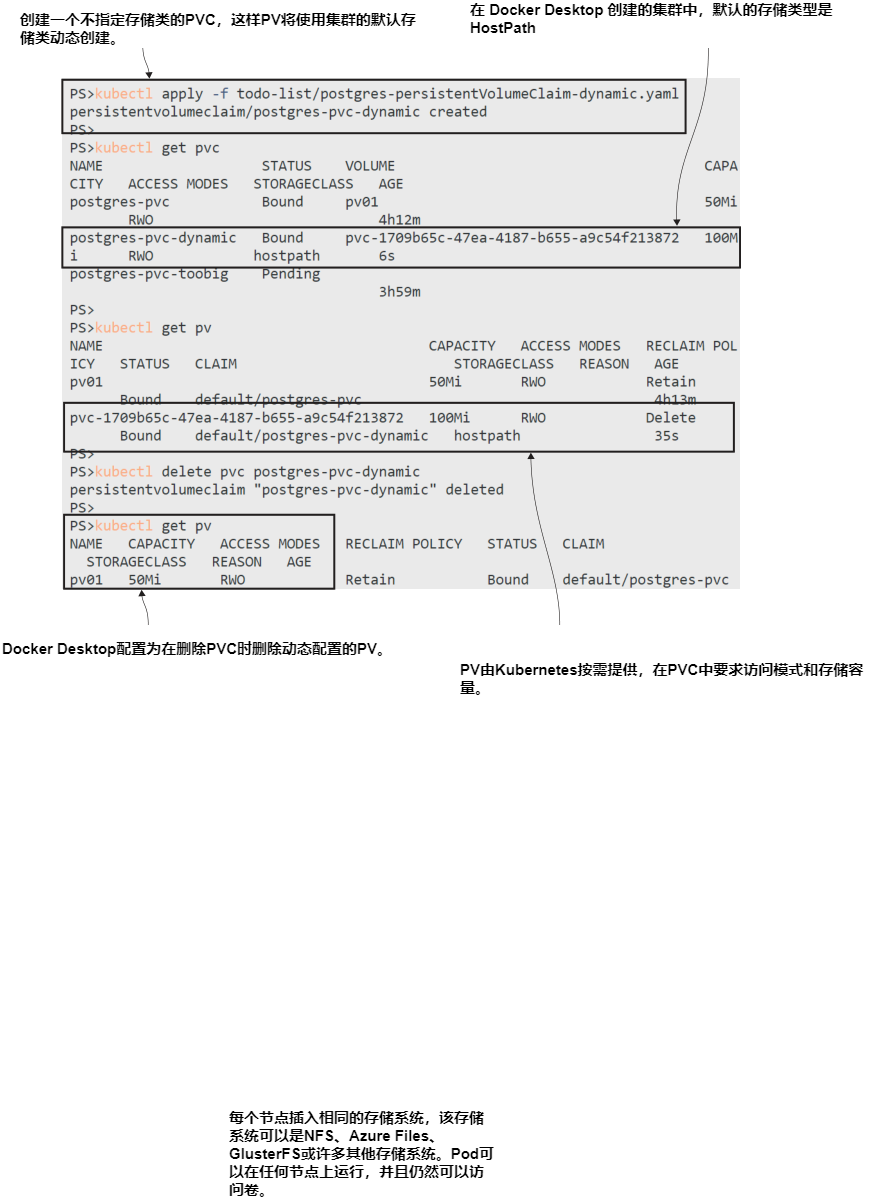 创建一个不指定存储类的PVC，这样PV将使用集群的默认存
储类动态创建。
在 Docker Desktop 创建的集群中，默认的存储类型是
HostPath
PS>kubectl apply -f todo-list/postgres-persistentVolumeClaim-dynamic.yaml
persistentvolumeclaim/postgres-pvc-dynamic created
PS>
PS>kubectl get pvc
NAME STATUS VOLUME CAPA
CITY ACCESS MODES STORAGECLASS AGE
postgres-pvc Bound pv01 50Mi
RWO 4h12m
postgres-pvc-dynamic Bound pvc-1709b65c-47ea-4187-b655-a9c54f213872 100M
i RWO hostpath 6s
postgres-pvc-toobig Pending
3h59m
PS>
PS>kubectl get pv
NAME CAPACITY ACCESS MODES RECLAIM POL
ICY STATUS CLAIM STORAGECLASS REASON AGE
pv01 50Mi RWO Retain
Bound default/postgres-pvc 4h13m
pvc-1709b65c-47ea-4187-b655-a9c54f213872 100Mi RWO Delete
Bound default/postgres-pvc-dynamic hostpath 35s
PS>
PS>kubectl delete pvc postgres-pvc-dynamic
persistentvolumeclaim "postgres-pvc-dynamic" deleted
PS>
PS>kubectl get pv
NAME CAPACITY ACCESS MODES RECLAIM POLICY STATUS CLAIM
STORAGECLASS REASON AGE
pv01 50Mi RWO Retain Bound default/postgres-pvc
Docker Desktop配置为在删除PVC时删除动态配置的PV。
PV由Kubernetes按需提供，在PVC中要求访问模式和存储容
量。
每个节点插入相同的存储系统，该存储
系统可以是NFS、Azure Files、
GlusterFS或许多其他存储系统。Pod可
以在任何节点上运行，并且仍然可以访
问卷。